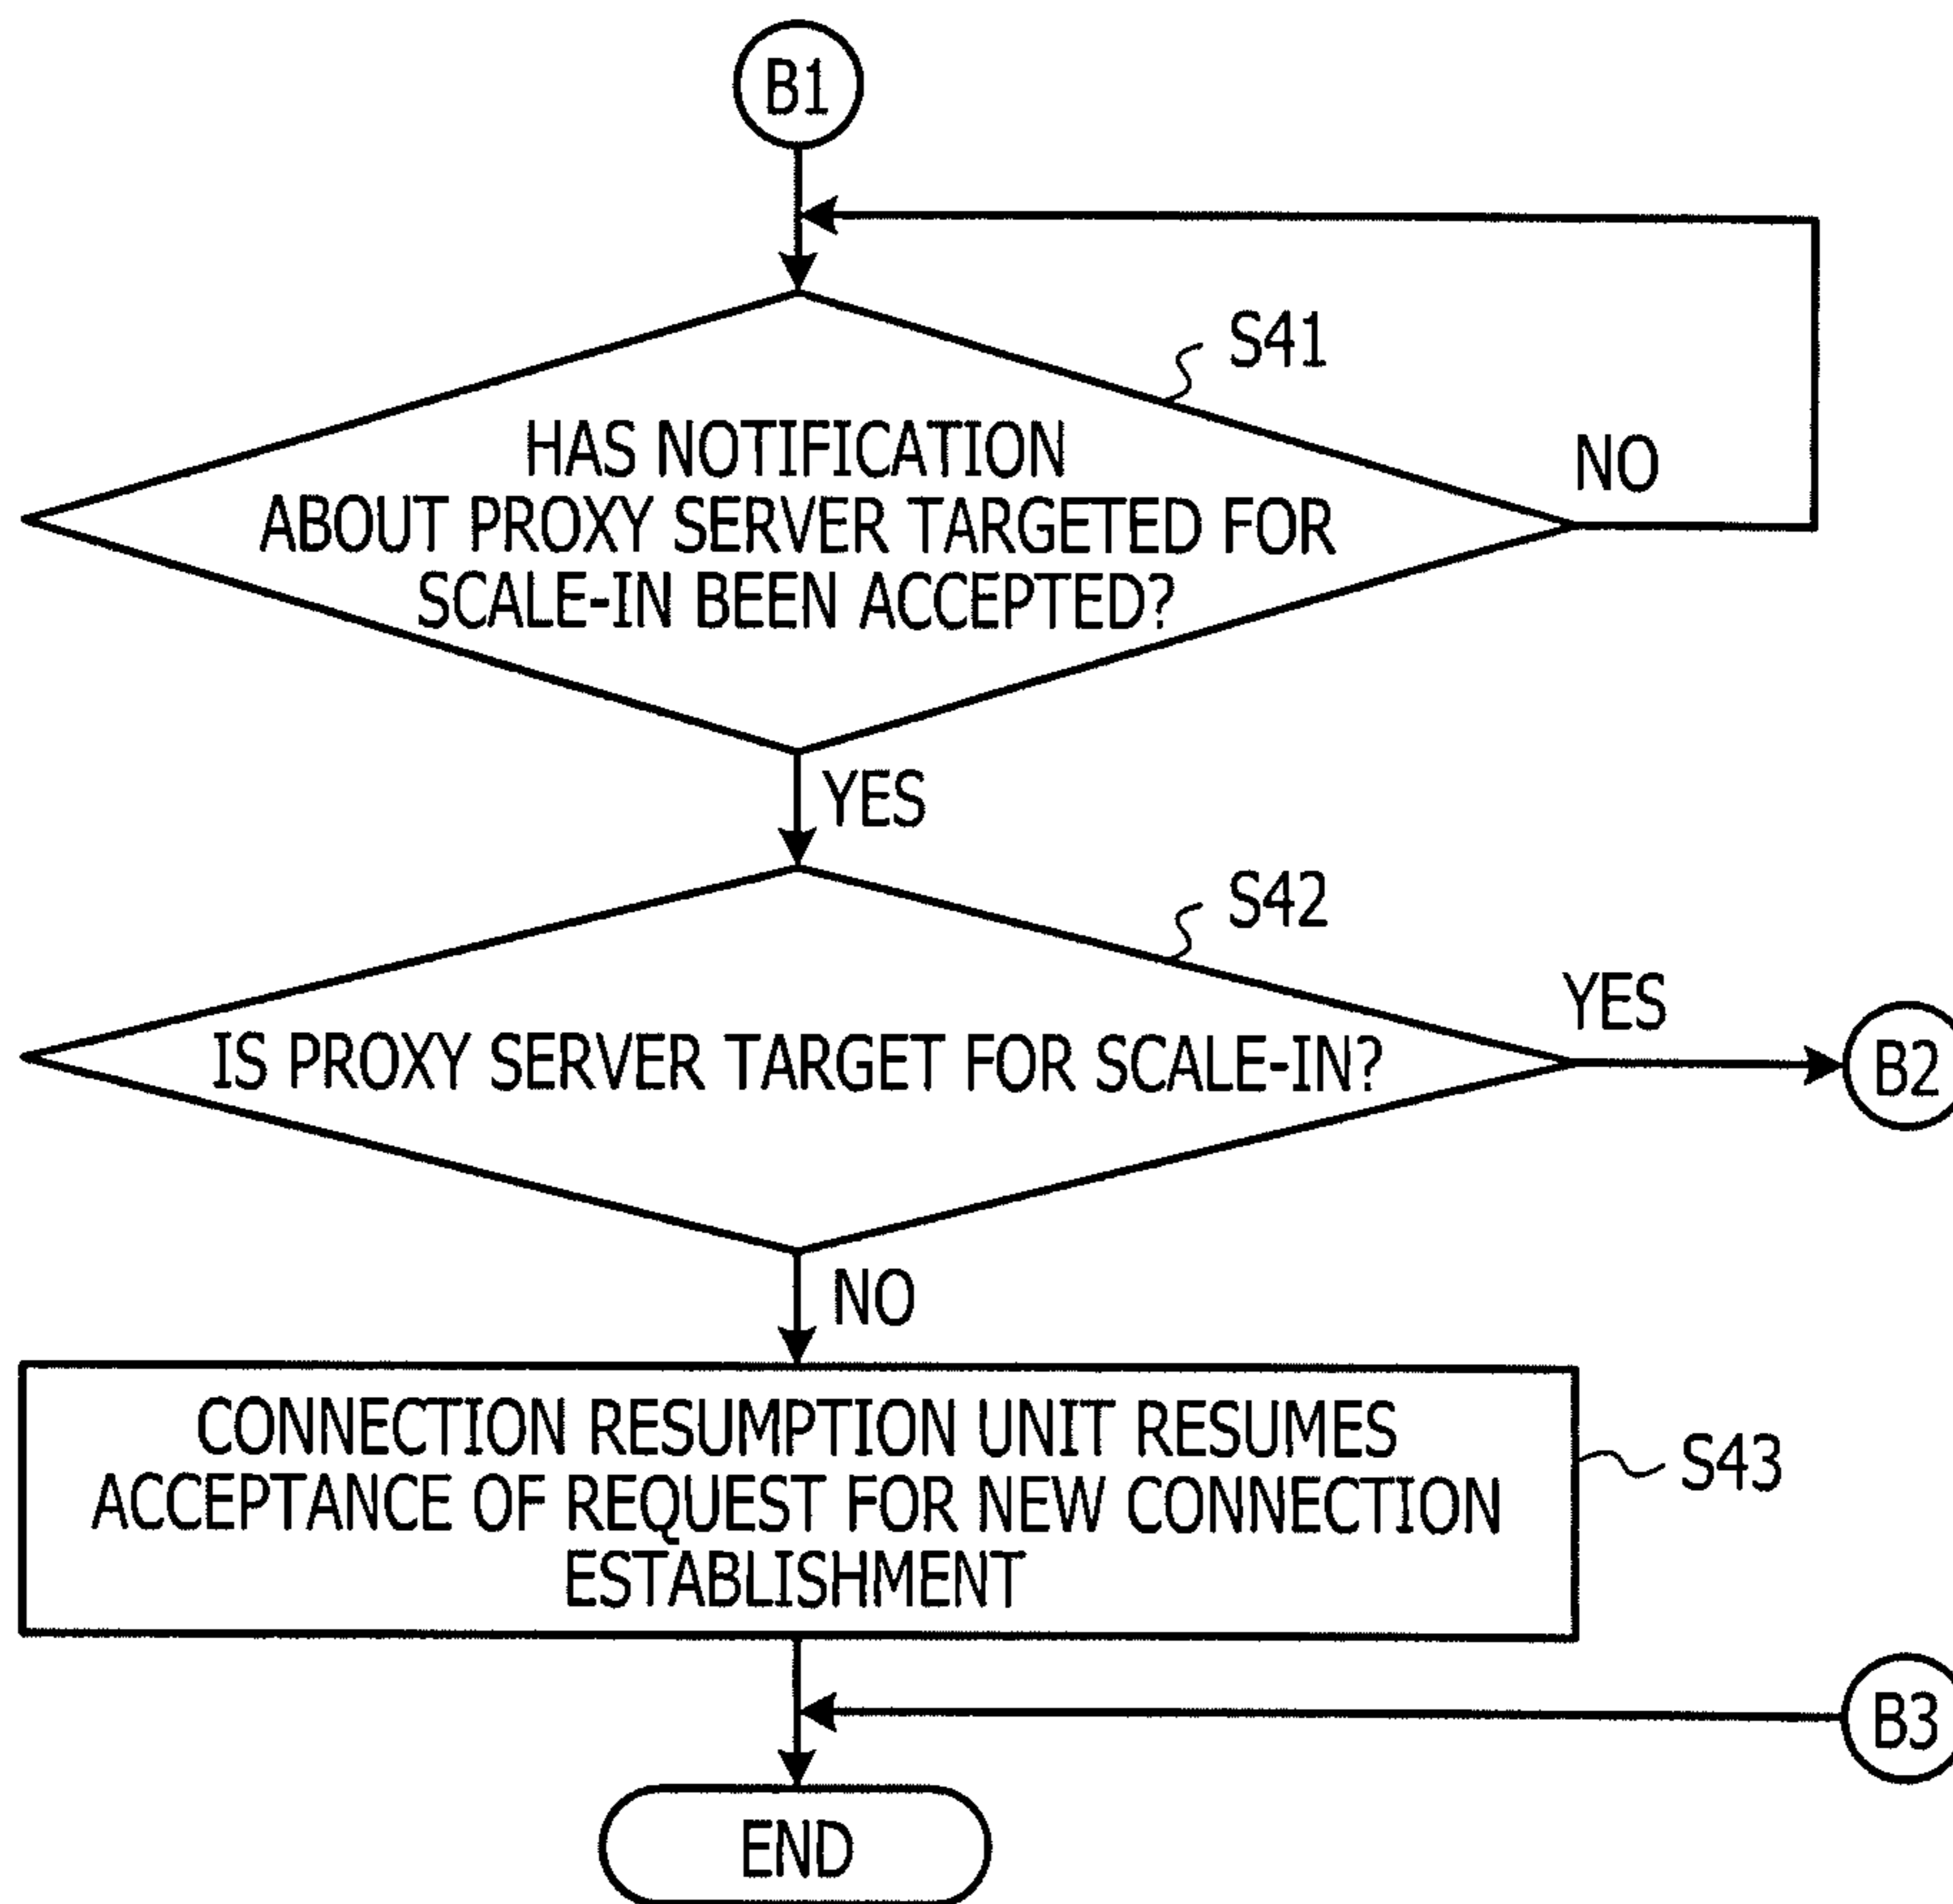 B1
S41
HAS NOTIFICATION
ABOUT PROXY SERVER TARGETED FOR
SCALE-IN BEEN ACCEPTED?
NO
YES
S42
YES
IS PROXY SERVER TARGET FOR SCALE-IN?
B2
NO
CONNECTION RESUMPTION UNIT RESUMES
ACCEPTANCE OF REQUEST FOR NEW CONNECTION
ESTABLISHMENT
S43
B3
END